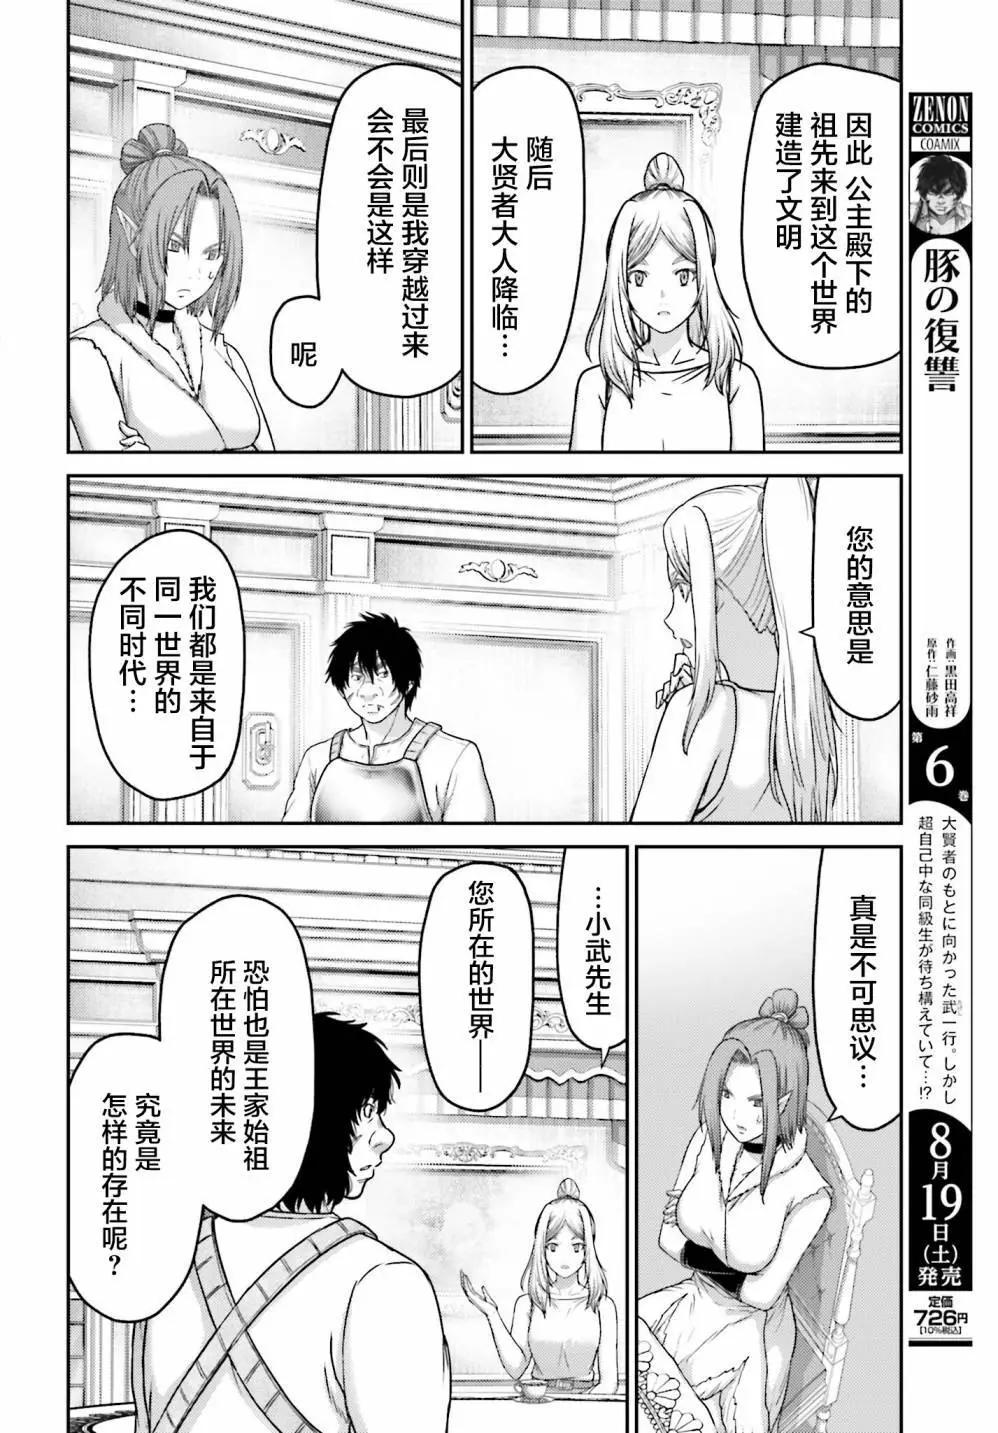 因此 公主殿下的
祖先来到这个世界
建造了文明
随后
大贤者大人降临…
最后则是我穿越过来
会不会是这样
呢
您的意思是
我们都是来自于
同一世界的
不同时代…
真是不可思议…
…小武先生
您所在的世界——
恐怕也是王家始祖
所在世界的未来
究竟是
怎样的存在呢？
ZENON
COMICS
COAMIX
豚の復讐
作画：黒田高祥
原作：仁藤砂雨
第
6
巻
大賢者のもとに向かった武一行。しかし
超自己中な同級生が待ち構えていて…!?
8月19日(土)発売
定価
726円
【10%税込】